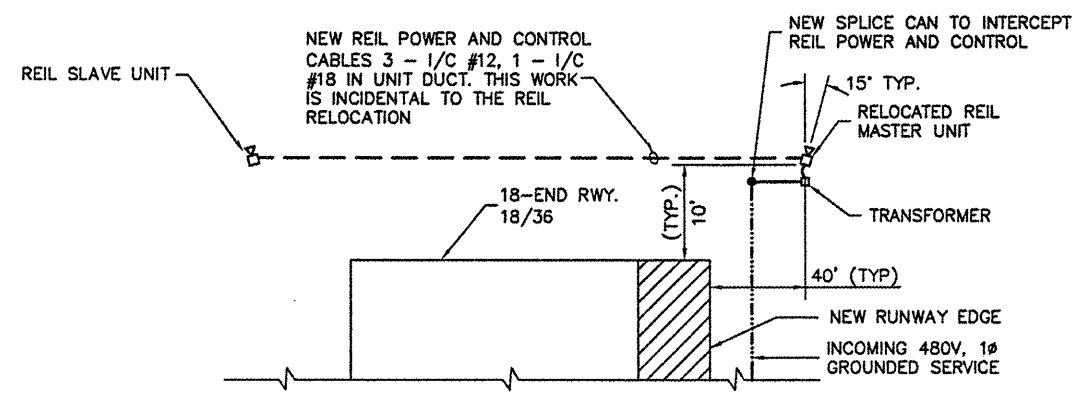 NEW SPLICE CAN TO INTERCEPT
REIL POWER AND CONTROL
NEW REIL POWER AND CONTROL
CABLES 3 – I/C #12, 1 – I/C
#18 IN UNIT DUCT. THIS WORK
IS INCIDENTAL TO THE REIL
RELOCATION
REIL SLAVE UNIT
15° TYP.
RELOCATED REIL
MASTER UNIT
18-END RWY.
18/36
(TYP.)
10'
TRANSFORMER
40' (TYP)
NEW RUNWAY EDGE
INCOMING 480V, 1ø
GROUNDED SERVICE